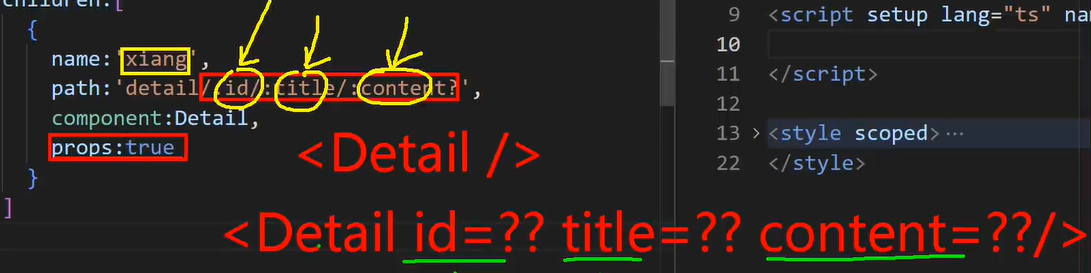 children:[
{
name:'xiang',
path:'detail/:id/:title/:content?',
component:Detail,
props:true
}
]
<Detail />
<Detail id=?? title=?? content=??/>
9 <script setup lang="ts" na
10
11 </script>
12
13 > <style scoped>…
22 </style>